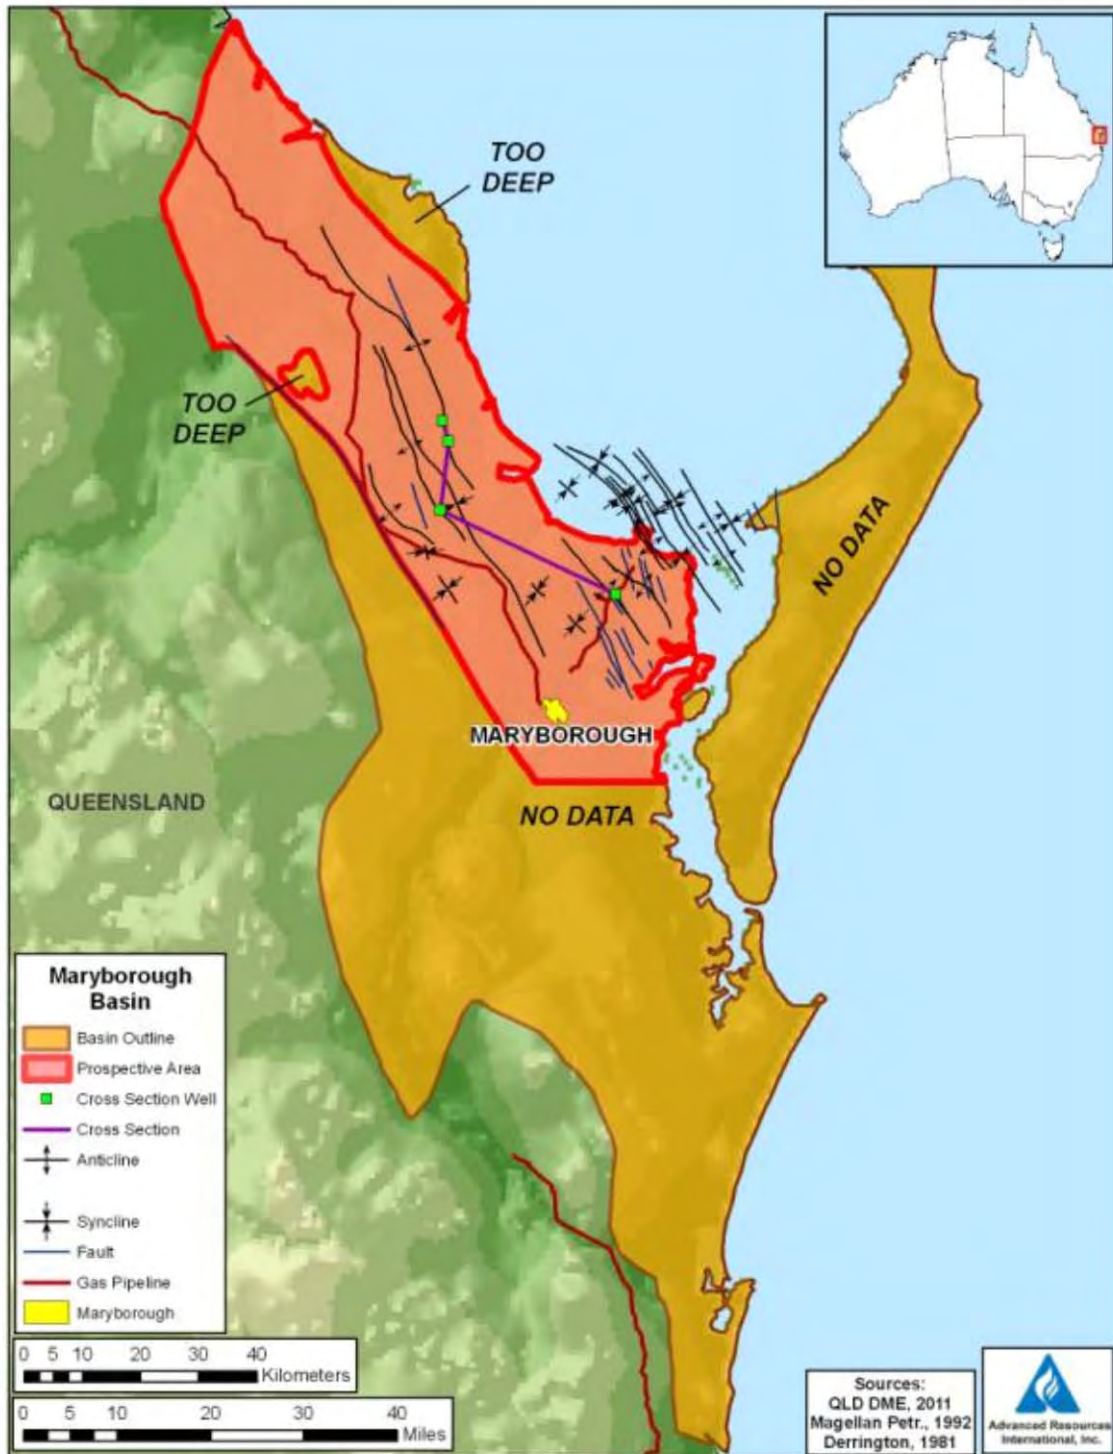 TOO
DEEP
TOO
DEEP
NO DATA
MARYBOROUGH
QUEENSLAND
NO DATA
Maryborough
Basin
Basin Outline
Prospective Area
Cross Section Well
Cross Section
Anticline
Syncline
Fault
Gas Pipeline
Maryborough
0 5 10 20 30 40
Kilometers
0 5 10 20 30 40
Miles
Sources:
QLD DME, 2011
Magellan Petr., 1992
Derrington, 1981
Advanced Resources
International, Inc.